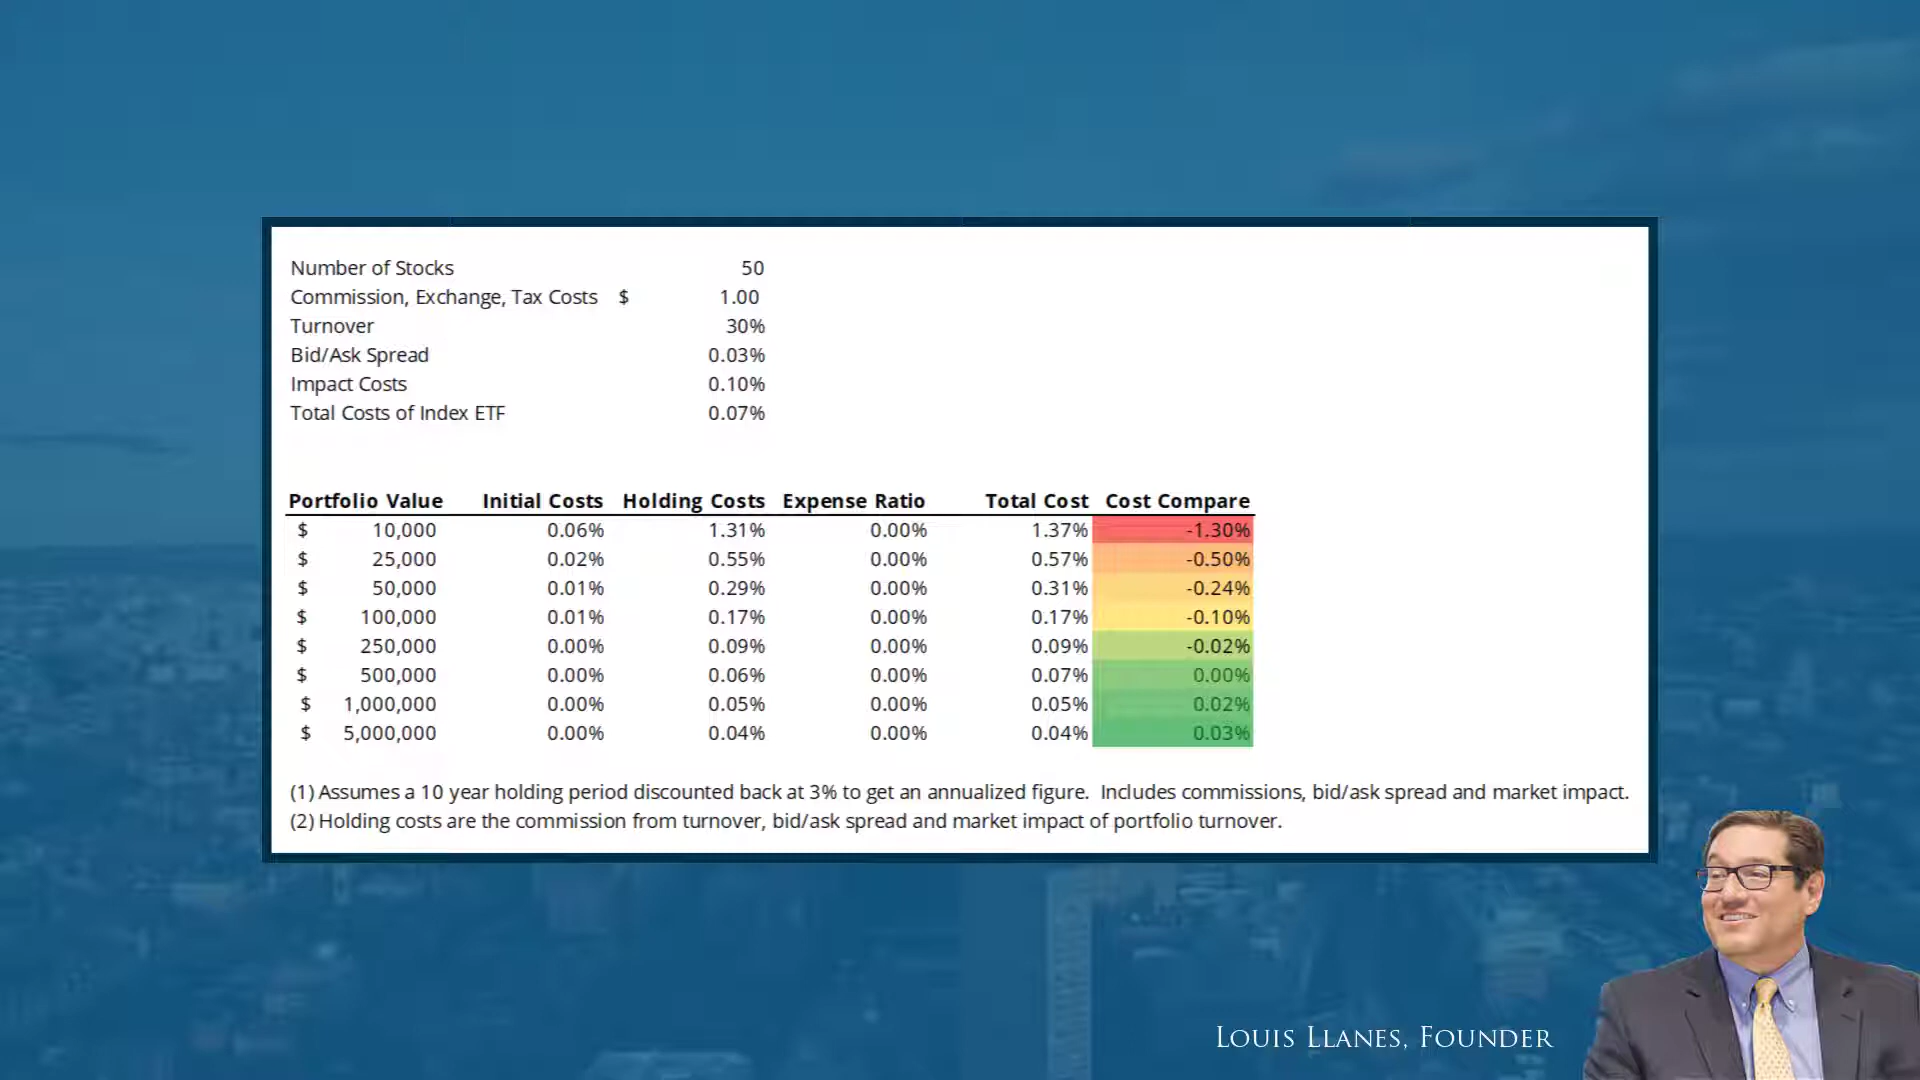 Number of Stocks 50
Commission, Exchange, Tax Costs $ 1.00
Turnover 30%
Bid/Ask Spread 0.03%
Impact Costs 0.10%
Total Costs of Index ETF 0.07%
Portfolio Value Initial Costs Holding Costs Expense Ratio Total Cost Cost Compare
$ 10,000 0.06% 1.31% 0.00% 1.37% -1.30%
$ 25,000 0.02% 0.55% 0.00% 0.57% -0.50%
$ 50,000 0.01% 0.29% 0.00% 0.31% -0.24%
$ 100,000 0.01% 0.17% 0.00% 0.17% -0.10%
$ 250,000 0.00% 0.09% 0.00% 0.09% -0.02%
$ 500,000 0.00% 0.06% 0.00% 0.07% 0.00%
$ 1,000,000 0.00% 0.05% 0.00% 0.05% 0.02%
$ 5,000,000 0.00% 0.04% 0.00% 0.04% 0.03%
(1) Assumes a 10 year holding period discounted back at 3% to get an annualized figure. Includes commissions, bid/ask spread and market impact.
(2) Holding costs are the commission from turnover, bid/ask spread and market impact of portfolio turnover.
Louis Llanes, Founder